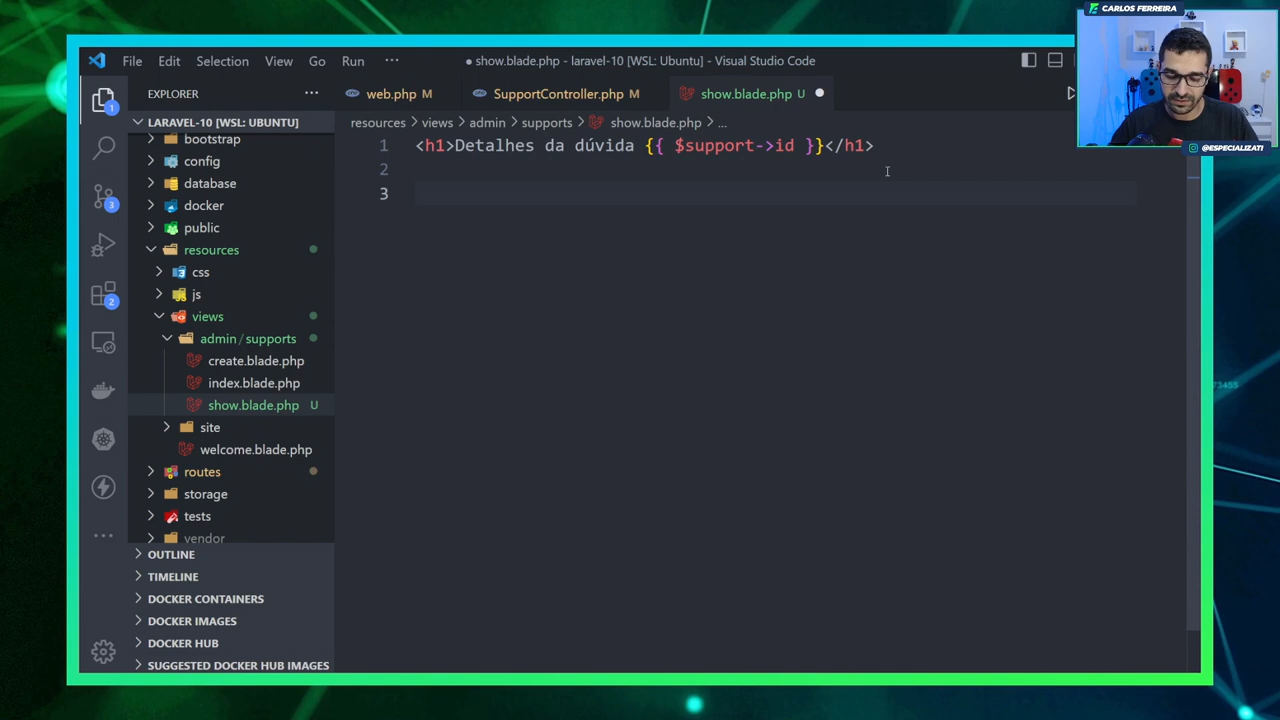 CARLOS FERREIRA
File Edit Selection View Go Run ···
● show.blade.php - laravel-10 [WSL: Ubuntu] - Visual Studio Code
EXPLORER ···
web.php M
SupportController.php M
show.blade.php U ●
LARAVEL-10 [WSL: UBUNTU]
resources > views > admin > supports > show.blade.php > ...
1 <h1>Detalhes da dúvida {{ $support->id }}</h1>
2
3
bootstrap
config
database
docker
public
resources
css
js
views
admin / supports
create.blade.php
index.blade.php
show.blade.php U
site
welcome.blade.php
routes
storage
tests
vendor
OUTLINE
TIMELINE
DOCKER CONTAINERS
DOCKER IMAGES
DOCKER HUB
SUGGESTED DOCKER HUB IMAGES
1
3
2
@ESPECIALIZATI
73455